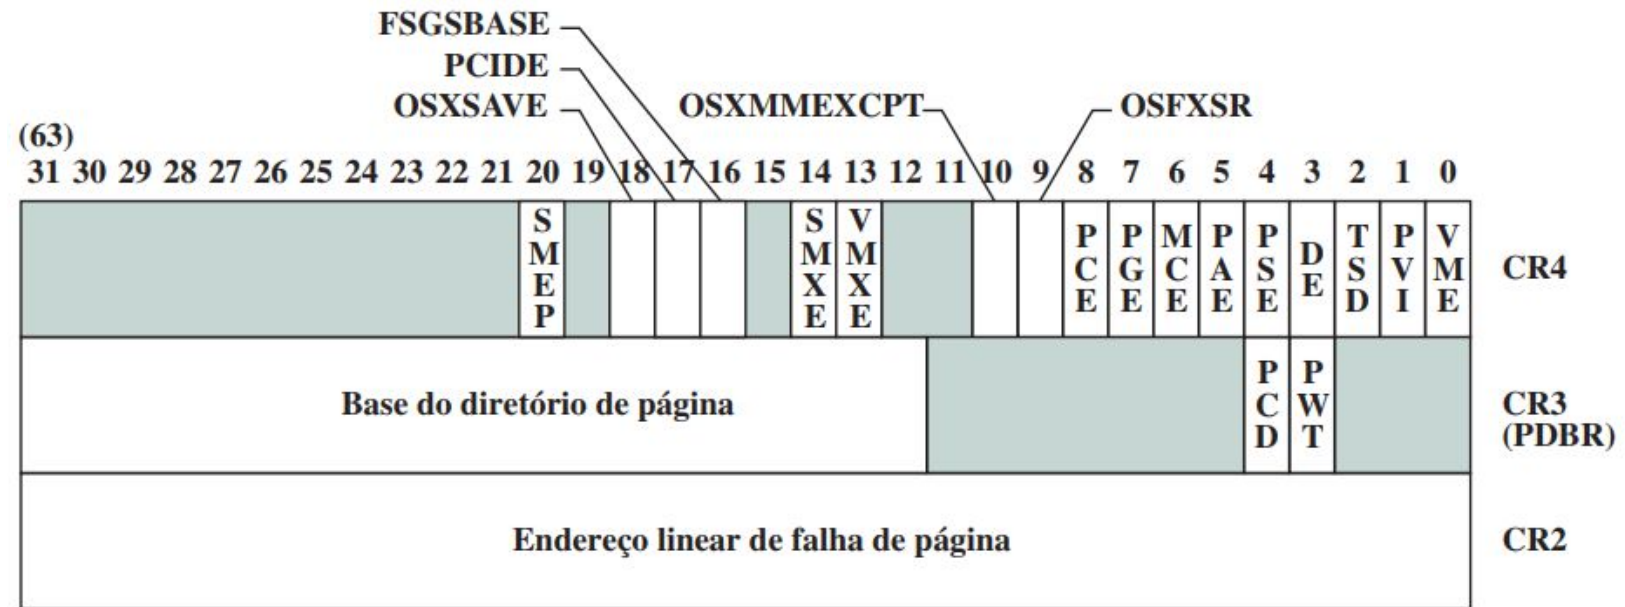 FSGSBASE
PCIDE
OSXSAVE OSXMMEXCPT OSFXSR
(63)
31 30 29 28 27 26 25 24 23 22 21 20 19 18 17 16 15 14 13 12 11 10 9 8 7 6 5 4 3 2 1 0
SMEP SMXE VMXE PCE PGE MCE PAE PSE DE TSD PVI VME CR4
Base do diretório de página PCD PWT CR3
(PDBR)
Endereço linear de falha de página CR2